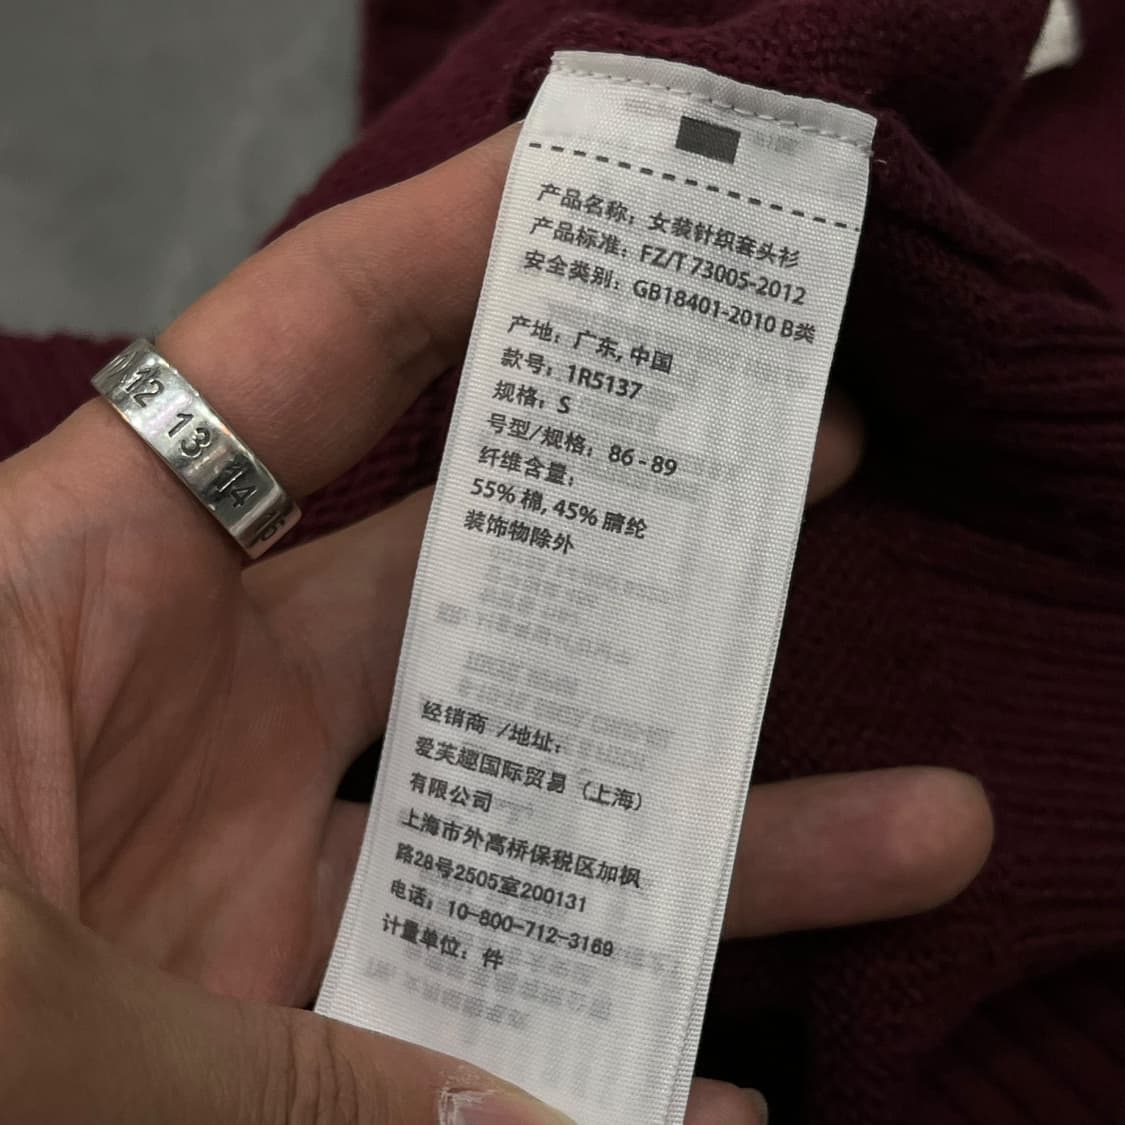 产品名称：女装针织套头衫
产品标准：FZ/T 73005-2012
安全类别：GB18401-2010 B类
产地：广东, 中国
款号：1R5137
规格：S
号型/规格：86-89
纤维含量：
55% 棉, 45% 腈纶
装饰物除外
经销商 /地址：
爱芙趣国际贸易（上海）
有限公司
上海市外高桥保税区加枫
路28号2505室200131
电话：10-800-712-3169
计量单位：件
12 13 14 15